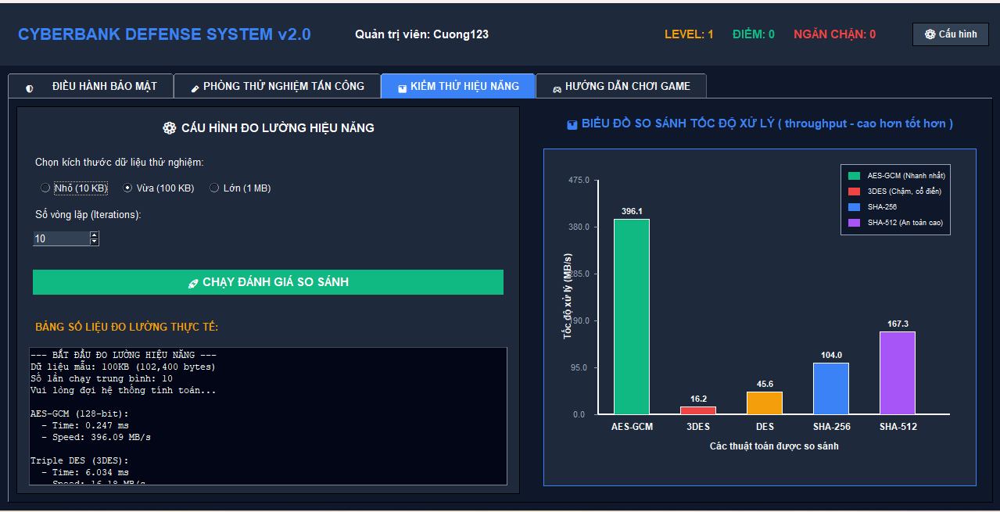 CYBERBANK DEFENSE SYSTEM v2.0
Quản trị viên: Cuong123
LEVEL: 1
ĐIỂM: 0
NGĂN CHẶN: 0
Cấu hình
ĐIỀU HÀNH BẢO MẬT
PHÒNG THỬ NGHIỆM TẤN CÔNG
KIỂM THỬ HIỆU NĂNG
HƯỚNG DẪN CHƠI GAME
CẤU HÌNH ĐO LƯỜNG HIỆU NĂNG
Chọn kích thước dữ liệu thử nghiệm:
Nhỏ (10 KB)
Vừa (100 KB)
Lớn (1 MB)
Số vòng lặp (Iterations):
10
CHẠY ĐÁNH GIÁ SO SÁNH
BẢNG SỐ LIỆU ĐO LƯỜNG THỰC TẾ:
--- BẮT ĐẦU ĐO LƯỜNG HIỆU NĂNG ---
Dữ liệu mẫu: 100KB (102,400 bytes)
Số lần chạy trung bình: 10
Vui lòng đợi hệ thống tính toán...
AES-GCM (128-bit):
- Time: 0.247 ms
- Speed: 396.09 MB/s
Triple DES (3DES):
- Time: 6.034 ms
- Speed: 16.18 MB/s
BIỂU ĐỒ SO SÁNH TỐC ĐỘ XỬ LÝ ( throughput - cao hơn tốt hơn )
AES-GCM (Nhanh nhất)
3DES (Chậm, cổ điển)
SHA-256
SHA-512 (An toàn cao)
Tốc độ xử lý (MB/s)
475.0
380.0
285.0
190.0
95.0
0.0
396.1
16.2
45.6
104.0
167.3
AES-GCM
3DES
DES
SHA-256
SHA-512
Các thuật toán được so sánh